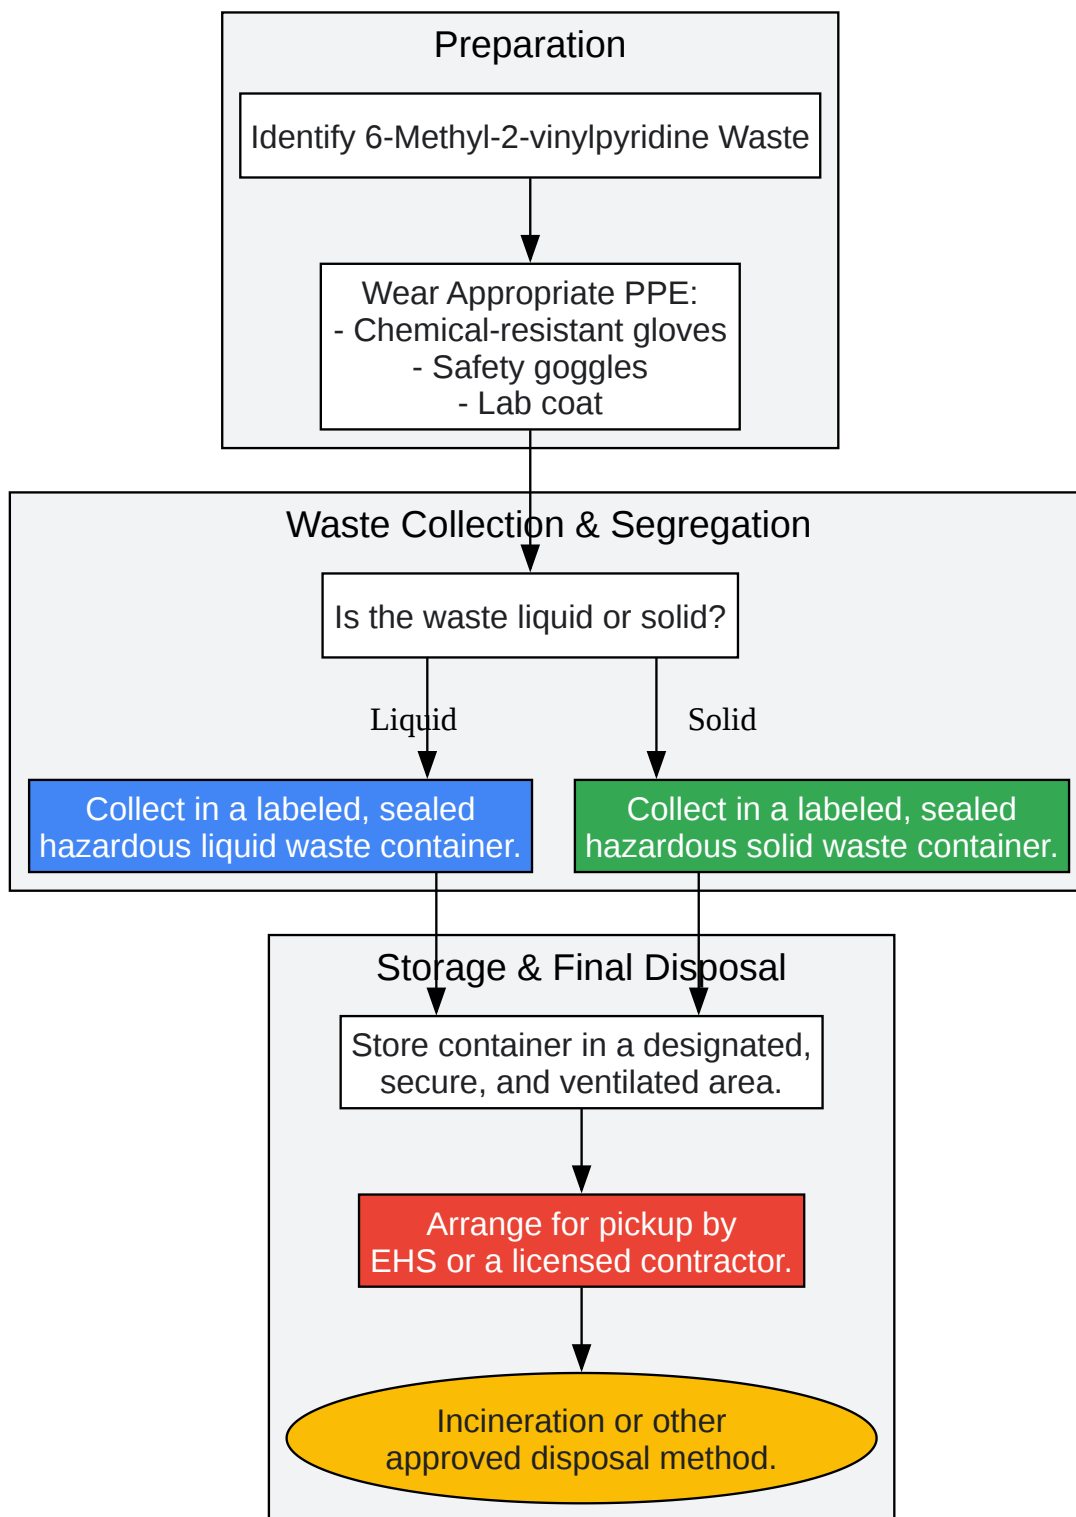 Preparation
Identify 6-Methyl-2-vinylpyridine Waste
Wear Appropriate PPE:
- Chemical-resistant gloves
- Safety goggles
- Lab coat
Waste Collection & Segregation
Is the waste liquid or solid?
Liquid
Solid
Collect in a labeled, sealed
hazardous liquid waste container.
Collect in a labeled, sealed
hazardous solid waste container.
Storage & Final Disposal
Store container in a designated,
secure, and ventilated area.
Arrange for pickup by
EHS or a licensed contractor.
Incineration or other
approved disposal method.